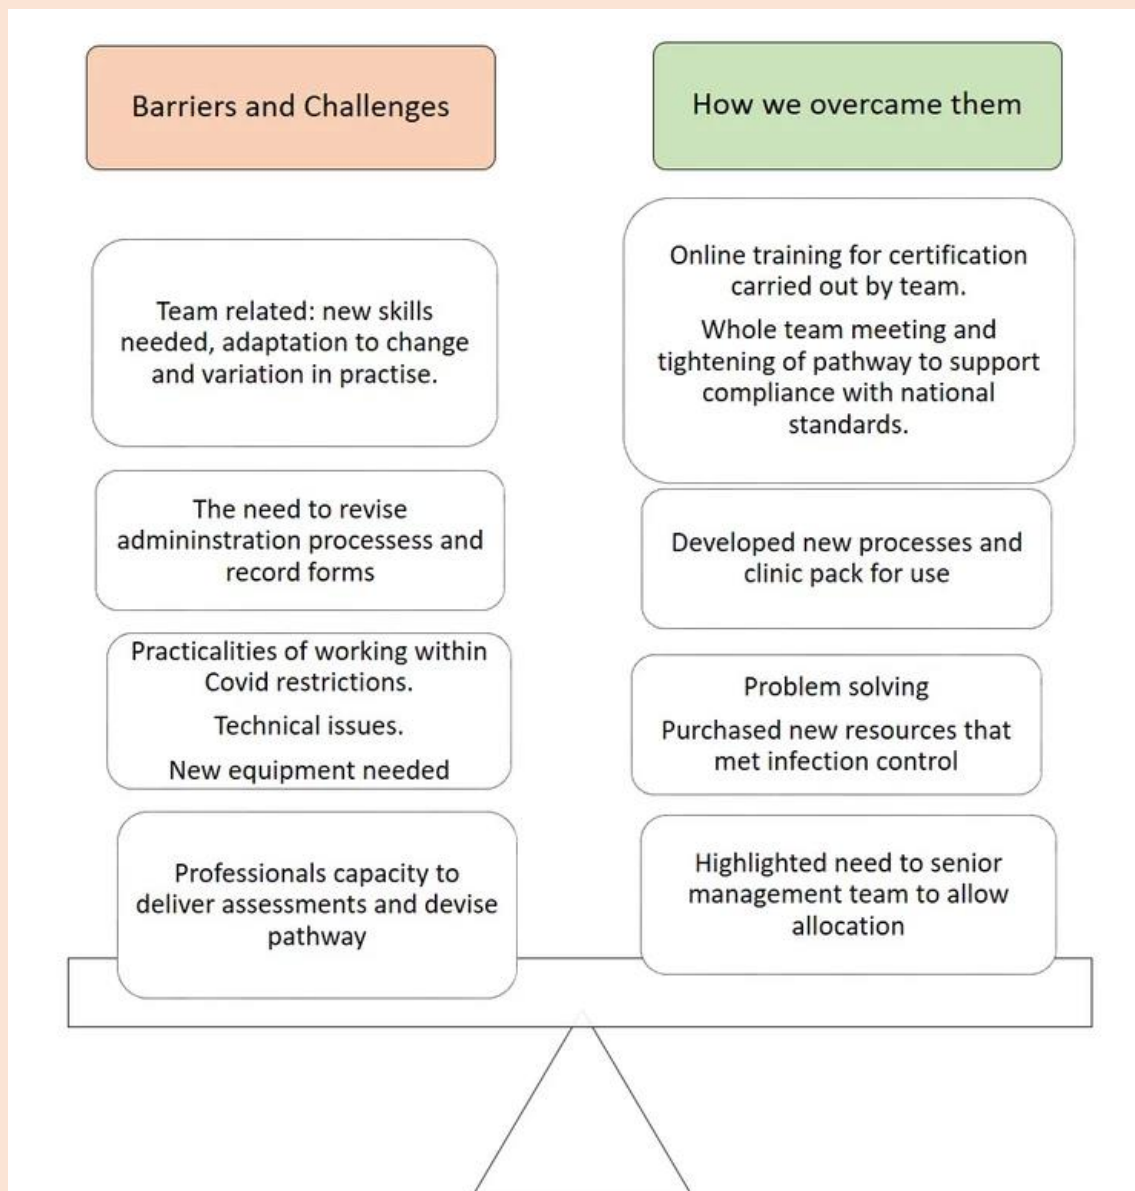 Barriers and Challenges
How we overcame them
Team related: new skills
needed, adaptation to change
and variation in practise.
Online training for certification
carried out by team.
Whole team meeting and
tightening of pathway to support
compliance with national
standards.
The need to revise
admininstration processess and
record forms
Developed new processes and
clinic pack for use
Practicalities of working within
Covid restrictions.
Technical issues.
New equipment needed
Problem solving
Purchased new resources that
met infection control
Professionals capacity to
deliver assessments and devise
pathway
Highlighted need to senior
management team to allow
allocation